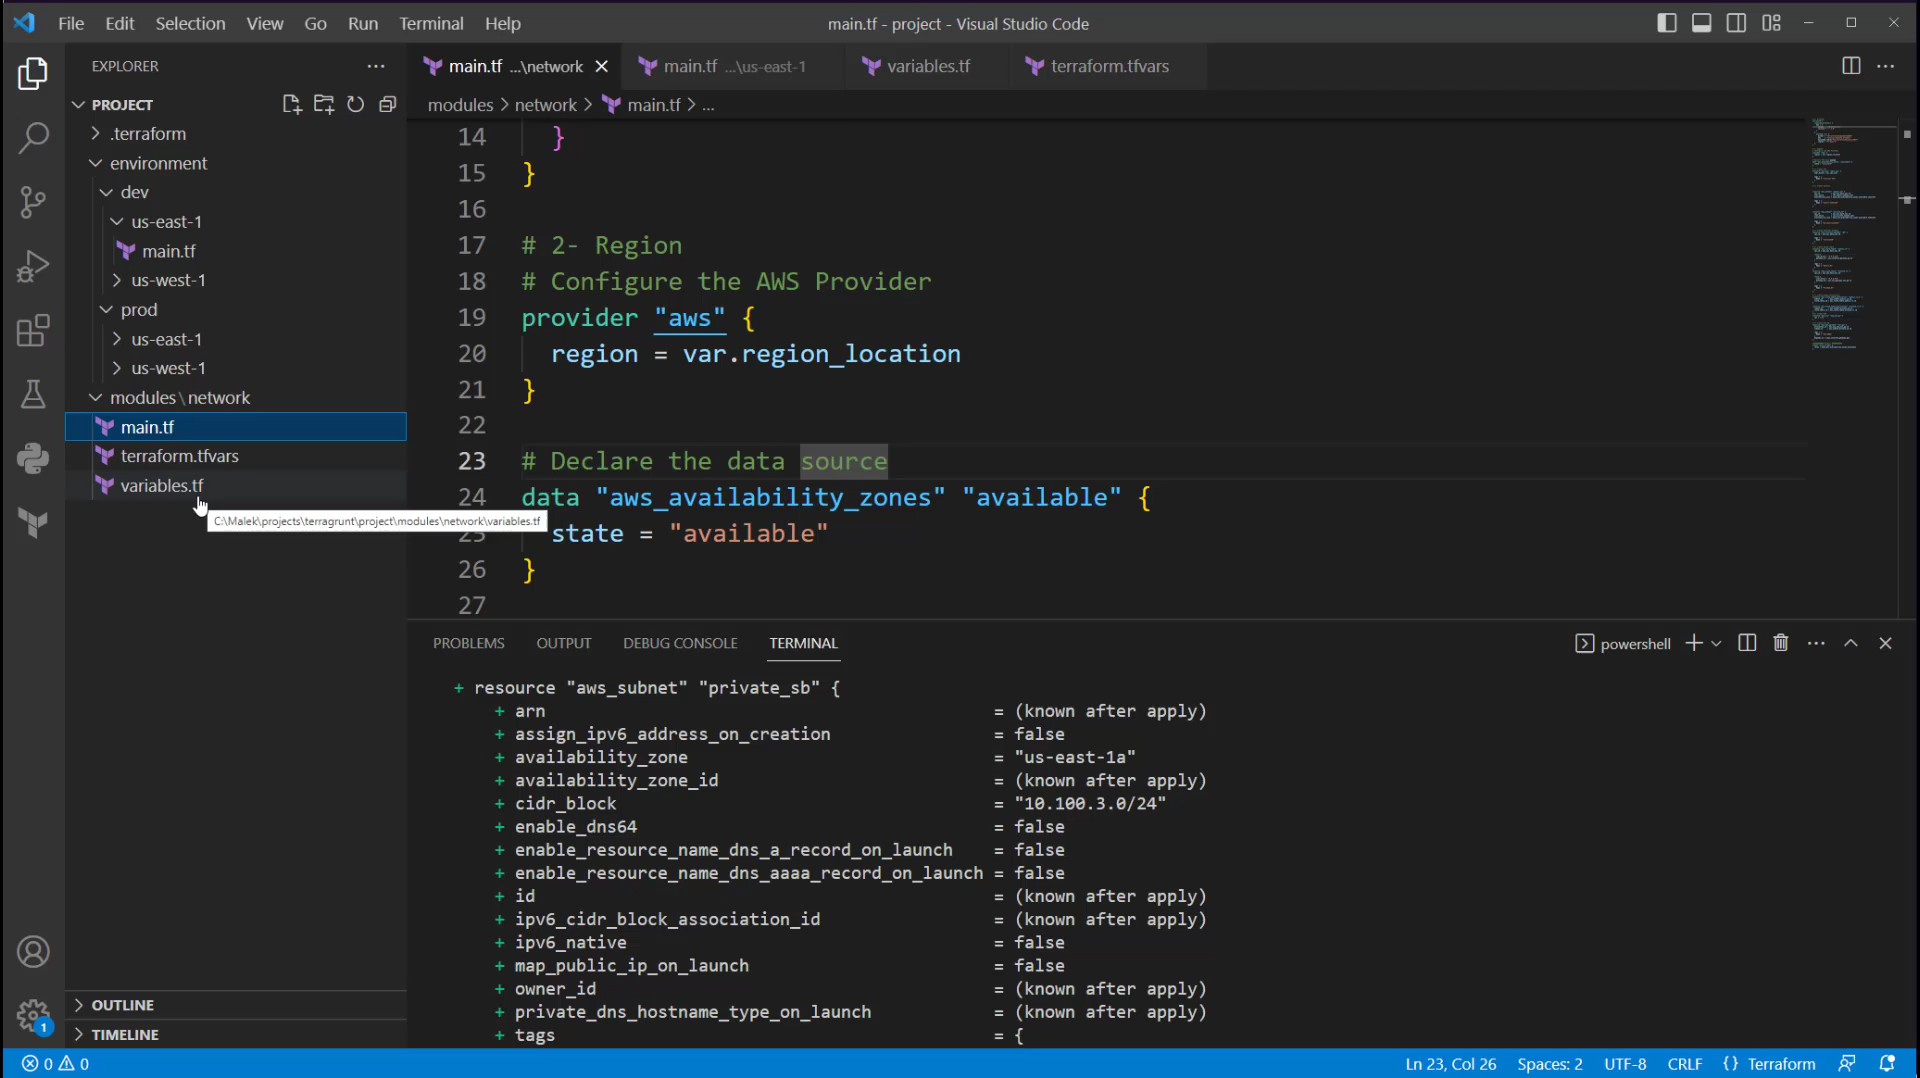 File Edit Selection View Go Run Terminal Help
main.tf - project - Visual Studio Code
EXPLORER
PROJECT
.terraform
environment
dev
us-east-1
main.tf
us-west-1
prod
us-east-1
us-west-1
modules\network
main.tf
terraform.tfvars
variables.tf
C:\Malek\projects\terragrunt\project\modules\network\variables.tf
OUTLINE
TIMELINE
main.tf ...\network
main.tf ...\us-east-1
variables.tf
terraform.tfvars
modules > network > main.tf > ...
14 }
15 }
16
17 # 2- Region
18 # Configure the AWS Provider
19 provider "aws" {
20 region = var.region_location
21 }
22
23 # Declare the data source
24 data "aws_availability_zones" "available" {
25 state = "available"
26 }
27
PROBLEMS OUTPUT DEBUG CONSOLE TERMINAL
powershell
+ resource "aws_subnet" "private_sb" {
+ arn = (known after apply)
+ assign_ipv6_address_on_creation = false
+ availability_zone = "us-east-1a"
+ availability_zone_id = (known after apply)
+ cidr_block = "10.100.3.0/24"
+ enable_dns64 = false
+ enable_resource_name_dns_a_record_on_launch = false
+ enable_resource_name_dns_aaaa_record_on_launch = false
+ id = (known after apply)
+ ipv6_cidr_block_association_id = (known after apply)
+ ipv6_native = false
+ map_public_ip_on_launch = false
+ owner_id = (known after apply)
+ private_dns_hostname_type_on_launch = (known after apply)
+ tags = {
1
0 0
Ln 23, Col 26 Spaces: 2 UTF-8 CRLF {} Terraform